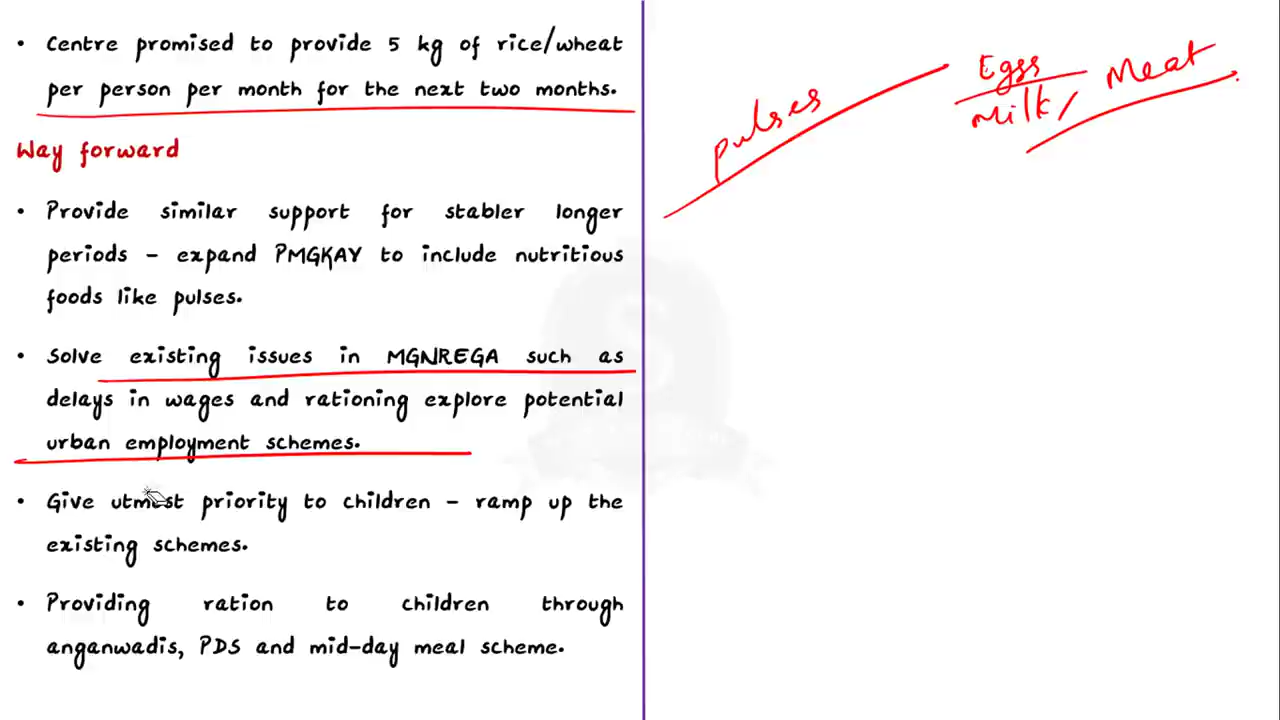 • Centre promised to provide 5 kg of rice/wheat
per person per month for the next two months.
Way forward
• Provide similar support for stabler longer
periods – expand PMGKAY to include nutritious
foods like pulses.
• Solve existing issues in MGNREGA such as
delays in wages and rationing explore potential
urban employment schemes.
• Give utmost priority to children – ramp up the
existing schemes.
• Providing ration to children through
anganwadis, PDS and mid-day meal scheme.
pulses
Eggs
Milk/ Meat